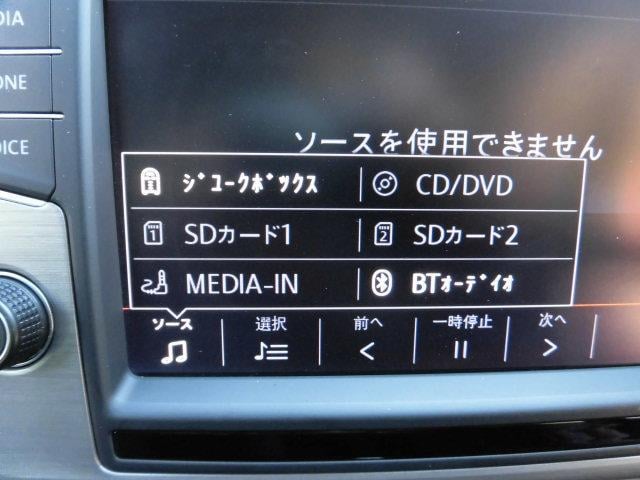 DIA
ONE
OICE
ソースを使用できません
ｼﾞｭｰｸﾎﾞｯｸｽ
CD/DVD
1
SDカード1
2
SDカード2
MEDIA-IN
BTｵｰﾃﾞｨｵ
ソース
選択
前へ
一時停止
次へ